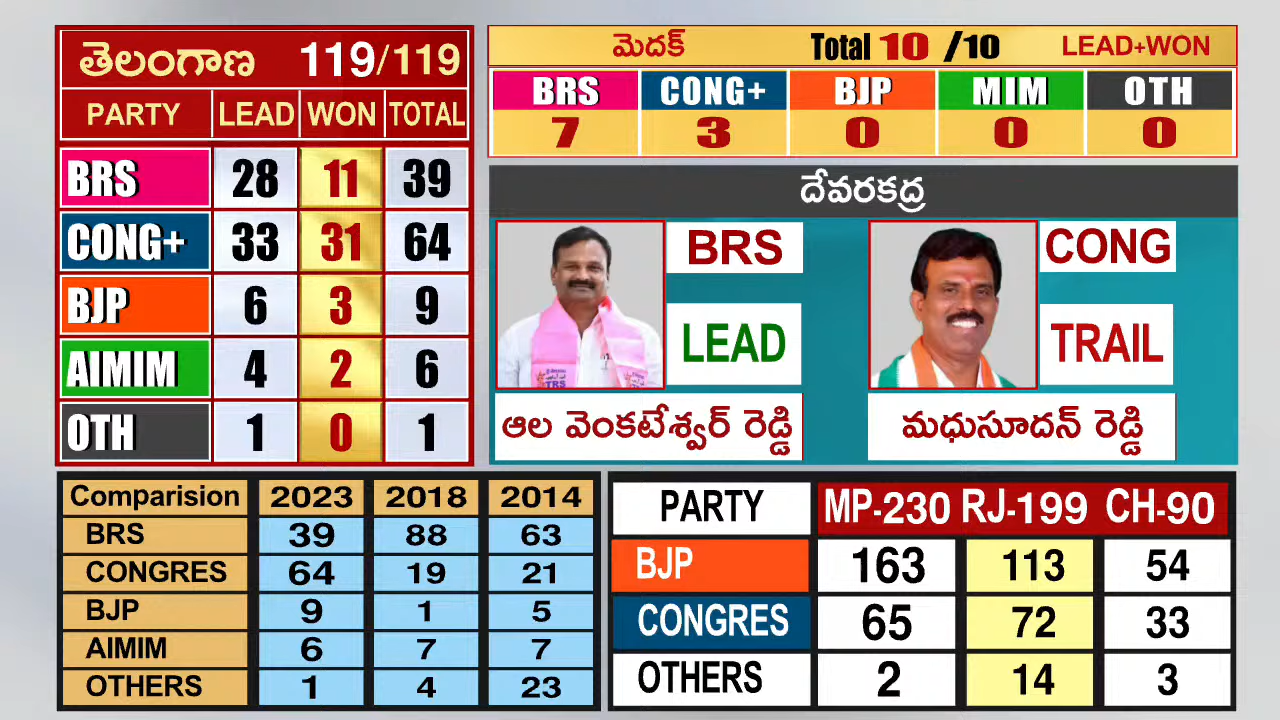 తెలంగాణ 119/119
PARTY LEAD WON TOTAL
BRS 28 11 39
CONG+ 33 31 64
BJP 6 3 9
AIMIM 4 2 6
OTH 1 0 1
మెదక్ Total 10 /10 LEAD+WON
BRS CONG+ BJP MIM OTH
7 3 0 0 0
దేవరకద్ర
BRS CONG
LEAD TRAIL
TRS
ఆల వెంకటేశ్వర్ రెడ్డి మధుసూదన్ రెడ్డి
Comparision 2023 2018 2014
BRS 39 88 63
CONGRES 64 19 21
BJP 9 1 5
AIMIM 6 7 7
OTHERS 1 4 23
PARTY MP-230 RJ-199 CH-90
BJP 163 113 54
CONGRES 65 72 33
OTHERS 2 14 3